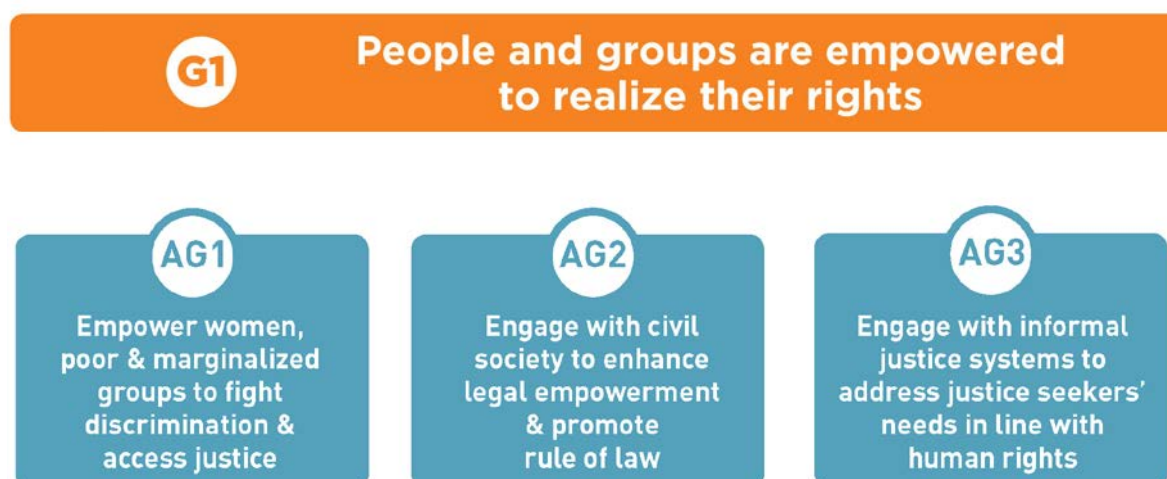 G1
People and groups are empowered
to realize their rights
AG1
Empower women,
poor & marginalized
groups to fight
discrimination &
access justice
AG2
Engage with civil
society to enhance
legal empowerment
& promote
rule of law
AG3
Engage with informal
justice systems to
address justice seekers’
needs in line with
human rights